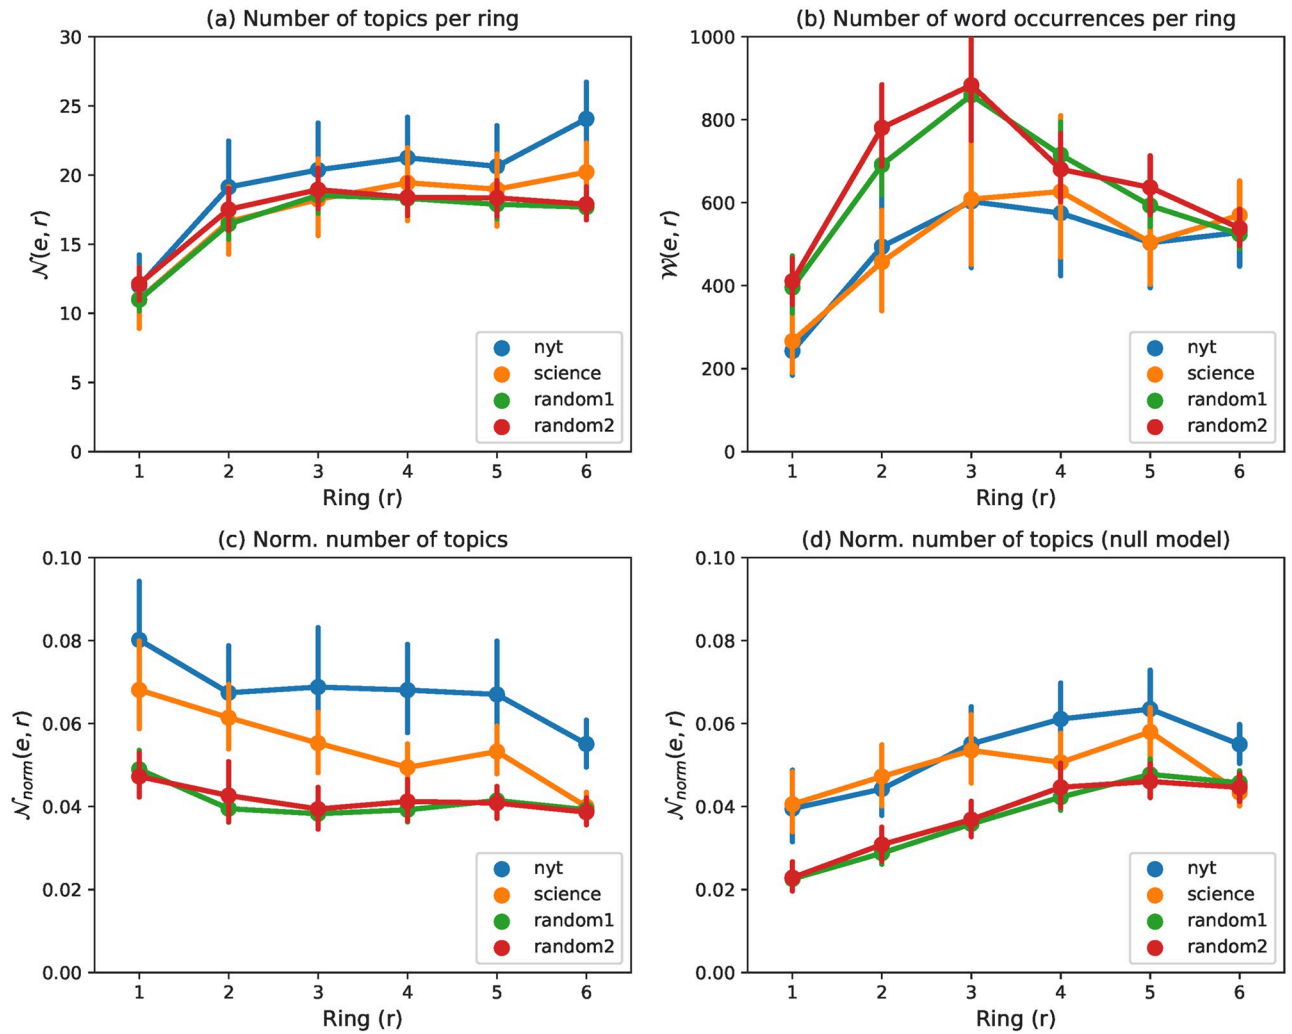 (a) Number of topics per ring
30
25
20
15
10
5
0
𝒩(e, r)
1 2 3 4 5 6
Ring (r)
nyt
science
random1
random2
(b) Number of word occurrences per ring
1000
800
600
400
200
0
𝒲(e, r)
1 2 3 4 5 6
Ring (r)
nyt
science
random1
random2
(c) Norm. number of topics
0.10
0.08
0.06
0.04
0.02
0.00
𝒩norm(e, r)
1 2 3 4 5 6
Ring (r)
nyt
science
random1
random2
(d) Norm. number of topics (null model)
0.10
0.08
0.06
0.04
0.02
0.00
𝒩norm(e, r)
1 2 3 4 5 6
Ring (r)
nyt
science
random1
random2